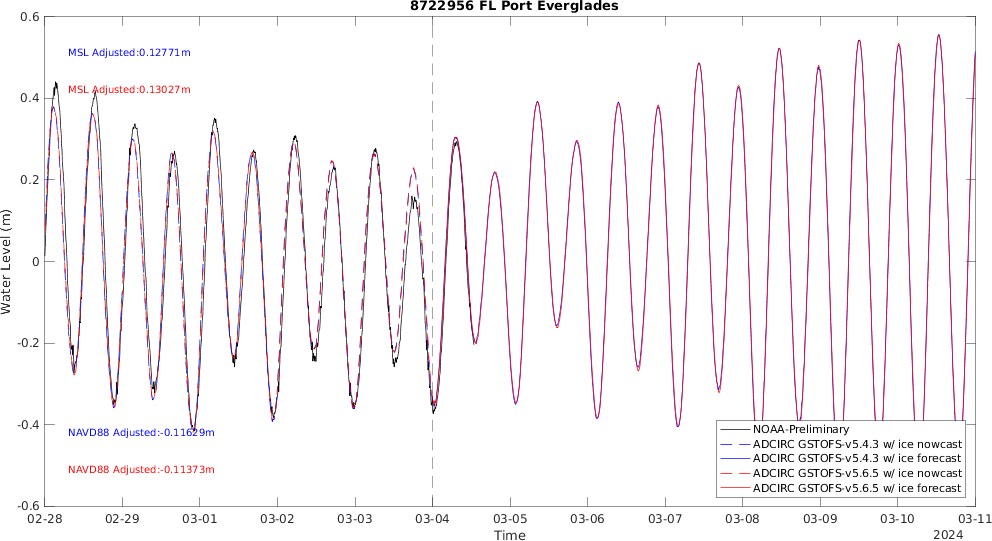 8722956 FL Port Everglades
0.6
0.4
0.2
0
-0.2
-0.4
-0.6
Water Level (m)
MSL Adjusted:0.12771m
MSL Adjusted:0.13027m
NAVD88 Adjusted:-0.11629m
NAVD88 Adjusted:-0.11373m
NOAA-Preliminary
ADCIRC GSTOFS-v5.4.3 w/ ice nowcast
ADCIRC GSTOFS-v5.4.3 w/ ice forecast
ADCIRC GSTOFS-v5.6.5 w/ ice nowcast
ADCIRC GSTOFS-v5.6.5 w/ ice forecast
02-28 02-29 03-01 03-02 03-03 03-04 03-05 03-06 03-07 03-08 03-09 03-10 03-11
Time
2024